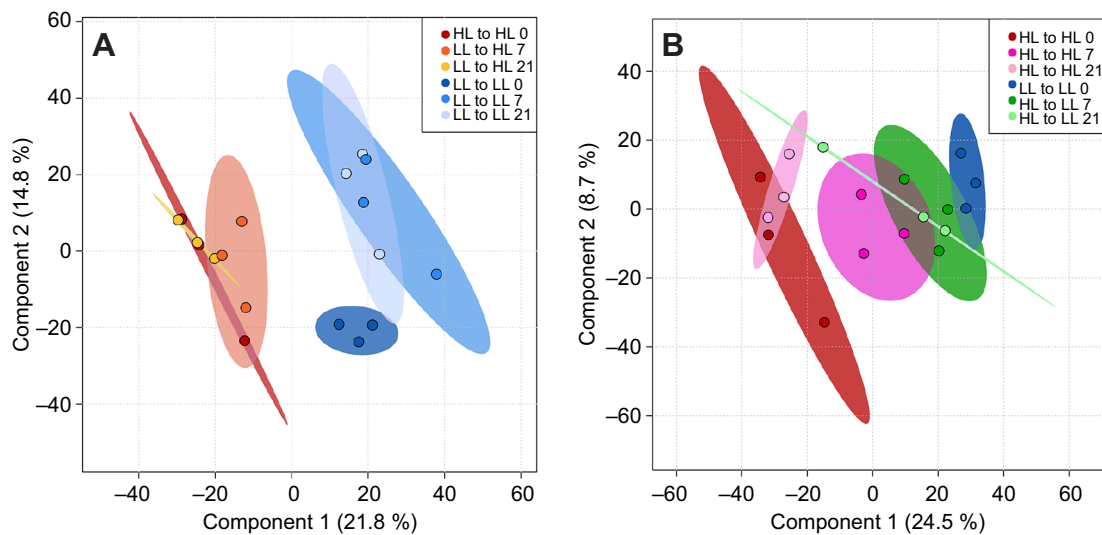 A
HL to HL 0
LL to HL 7
LL to HL 21
LL to LL 0
LL to LL 7
LL to LL 21
60
40
20
0
–20
–40
Component 2 (14.8 %)
–40
–20
0
20
40
60
Component 1 (21.8 %)
B
HL to HL 0
HL to HL 7
HL to HL 21
LL to LL 0
HL to LL 7
HL to LL 21
40
20
0
–20
–40
–60
Component 2 (8.7 %)
–60
–40
–20
0
20
40
60
Component 1 (24.5 %)